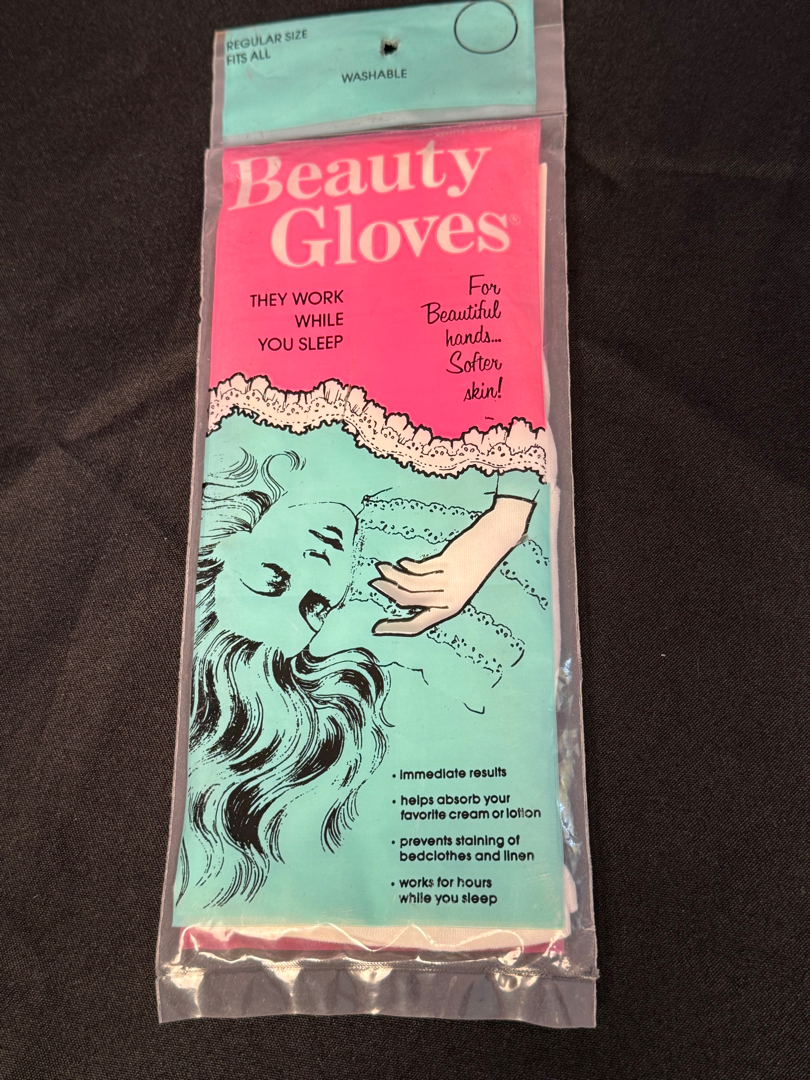 REGULAR SIZE
FITS ALL
WASHABLE
Beauty
Gloves®
THEY WORK
WHILE
YOU SLEEP
For
Beautiful
hands...
Softer
skin!
• immediate results
• helps absorb your
favorite cream or lotion
• prevents staining of
bedclothes and linen
• works for hours
while you sleep